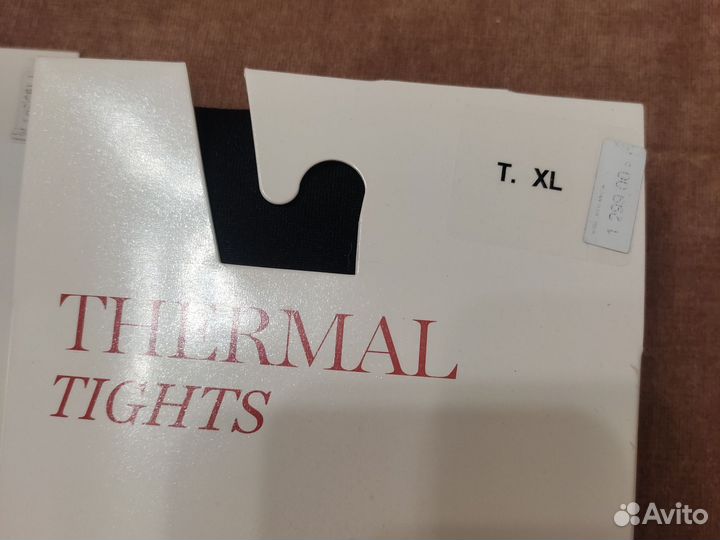 T. XL
THERMAL
TIGHTS
Avito